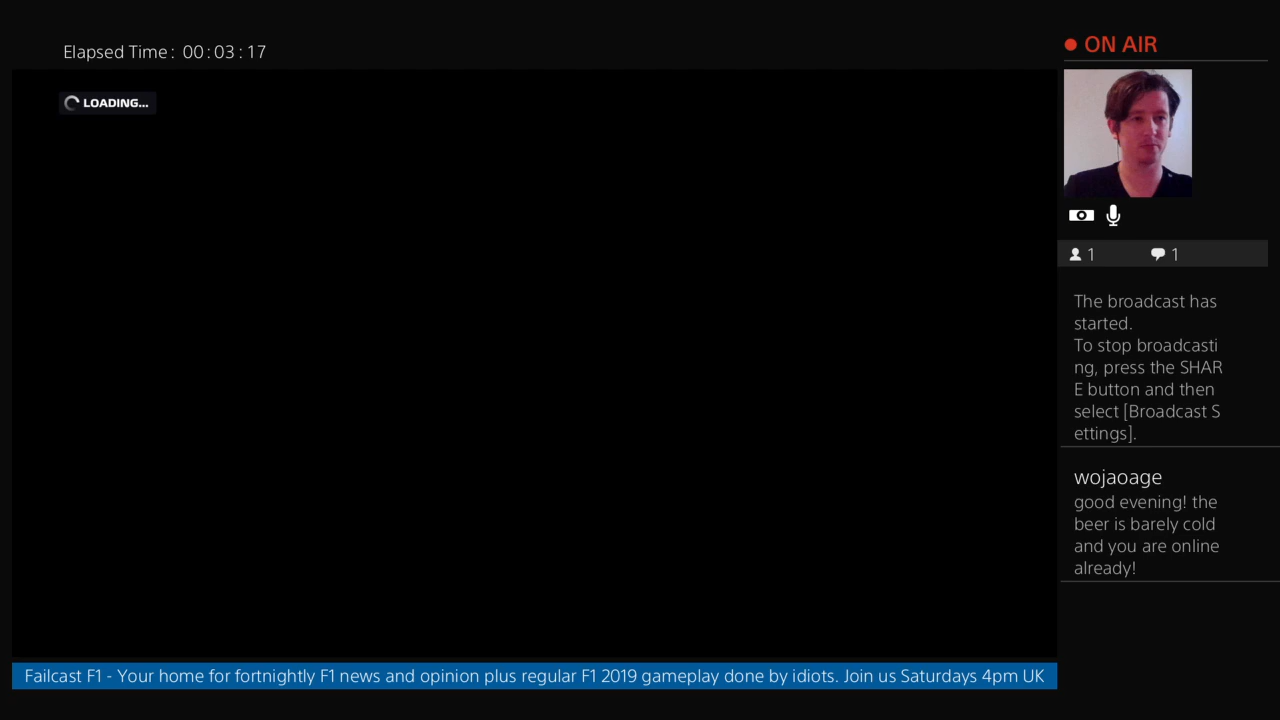 Elapsed Time: 00:03:17
ON AIR
LOADING...
1
1
The broadcast has
started.
To stop broadcasti
ng, press the SHAR
E button and then
select [Broadcast S
ettings].
wojaoage
good evening! the
beer is barely cold
and you are online
already!
Failcast F1 - Your home for fortnightly F1 news and opinion plus regular F1 2019 gameplay done by idiots. Join us Saturdays 4pm UK